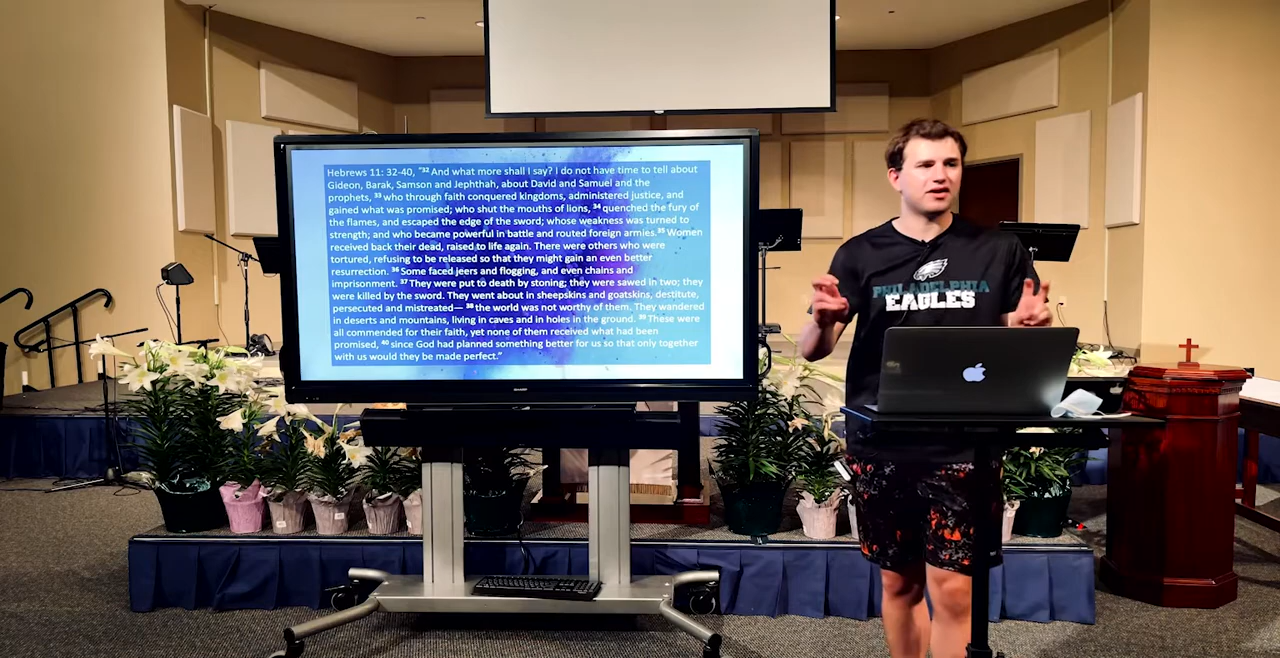 Hebrews 11: 32-40, "³² And what more shall I say? I do not have time to tell about
Gideon, Barak, Samson and Jephthah, about David and Samuel and the
prophets, ³³ who through faith conquered kingdoms, administered justice, and
gained what was promised; who shut the mouths of lions, ³⁴ quenched the fury of
the flames, and escaped the edge of the sword; whose weakness was turned to
strength; and who became powerful in battle and routed foreign armies. ³⁵ Women
received back their dead, raised to life again. There were others who were
tortured, refusing to be released so that they might gain an even better
resurrection. ³⁶ Some faced jeers and flogging, and even chains and
imprisonment. ³⁷ They were put to death by stoning; they were sawed in two; they
were killed by the sword. They went about in sheepskins and goatskins, destitute,
persecuted and mistreated— ³⁸ the world was not worthy of them. They wandered
in deserts and mountains, living in caves and in holes in the ground. ³⁹ These were
all commended for their faith, yet none of them received what had been
promised, ⁴⁰ since God had planned something better for us so that only together
with us would they be made perfect."
SHARP
PHILADELPHIA
EAGLES